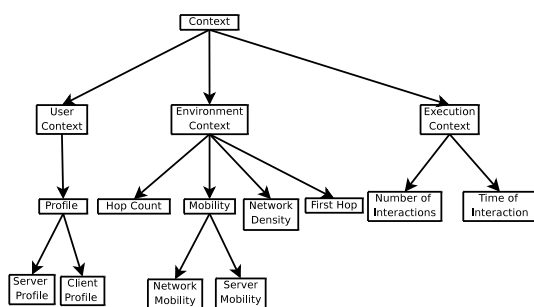 Context
User
Context
Environment
Context
Execution
Context
Profile
Hop Count
Mobility
Network
Density
First Hop
Number of
Interactions
Time of
Interaction
Server
Profile
Client
Profile
Network
Mobility
Server
Mobility